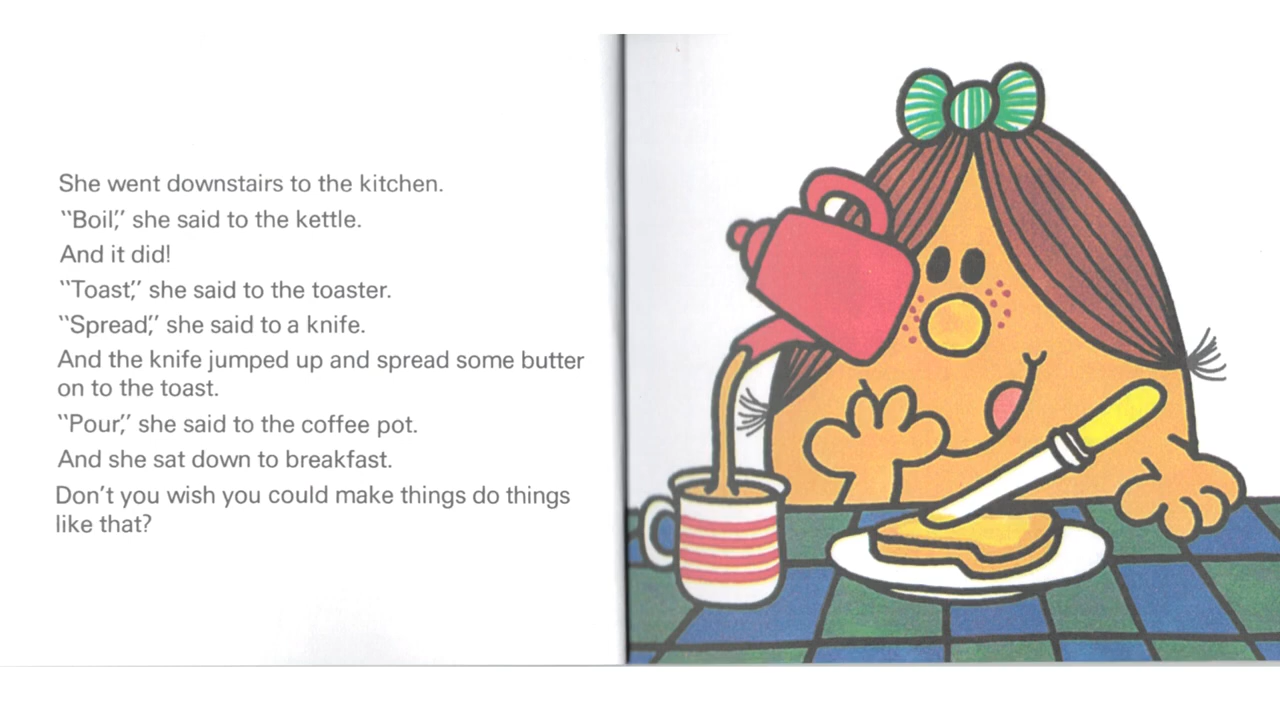 She went downstairs to the kitchen.
"Boil," she said to the kettle.
And it did!
"Toast," she said to the toaster.
"Spread," she said to a knife.
And the knife jumped up and spread some butter
on to the toast.
"Pour," she said to the coffee pot.
And she sat down to breakfast.
Don't you wish you could make things do things
like that?